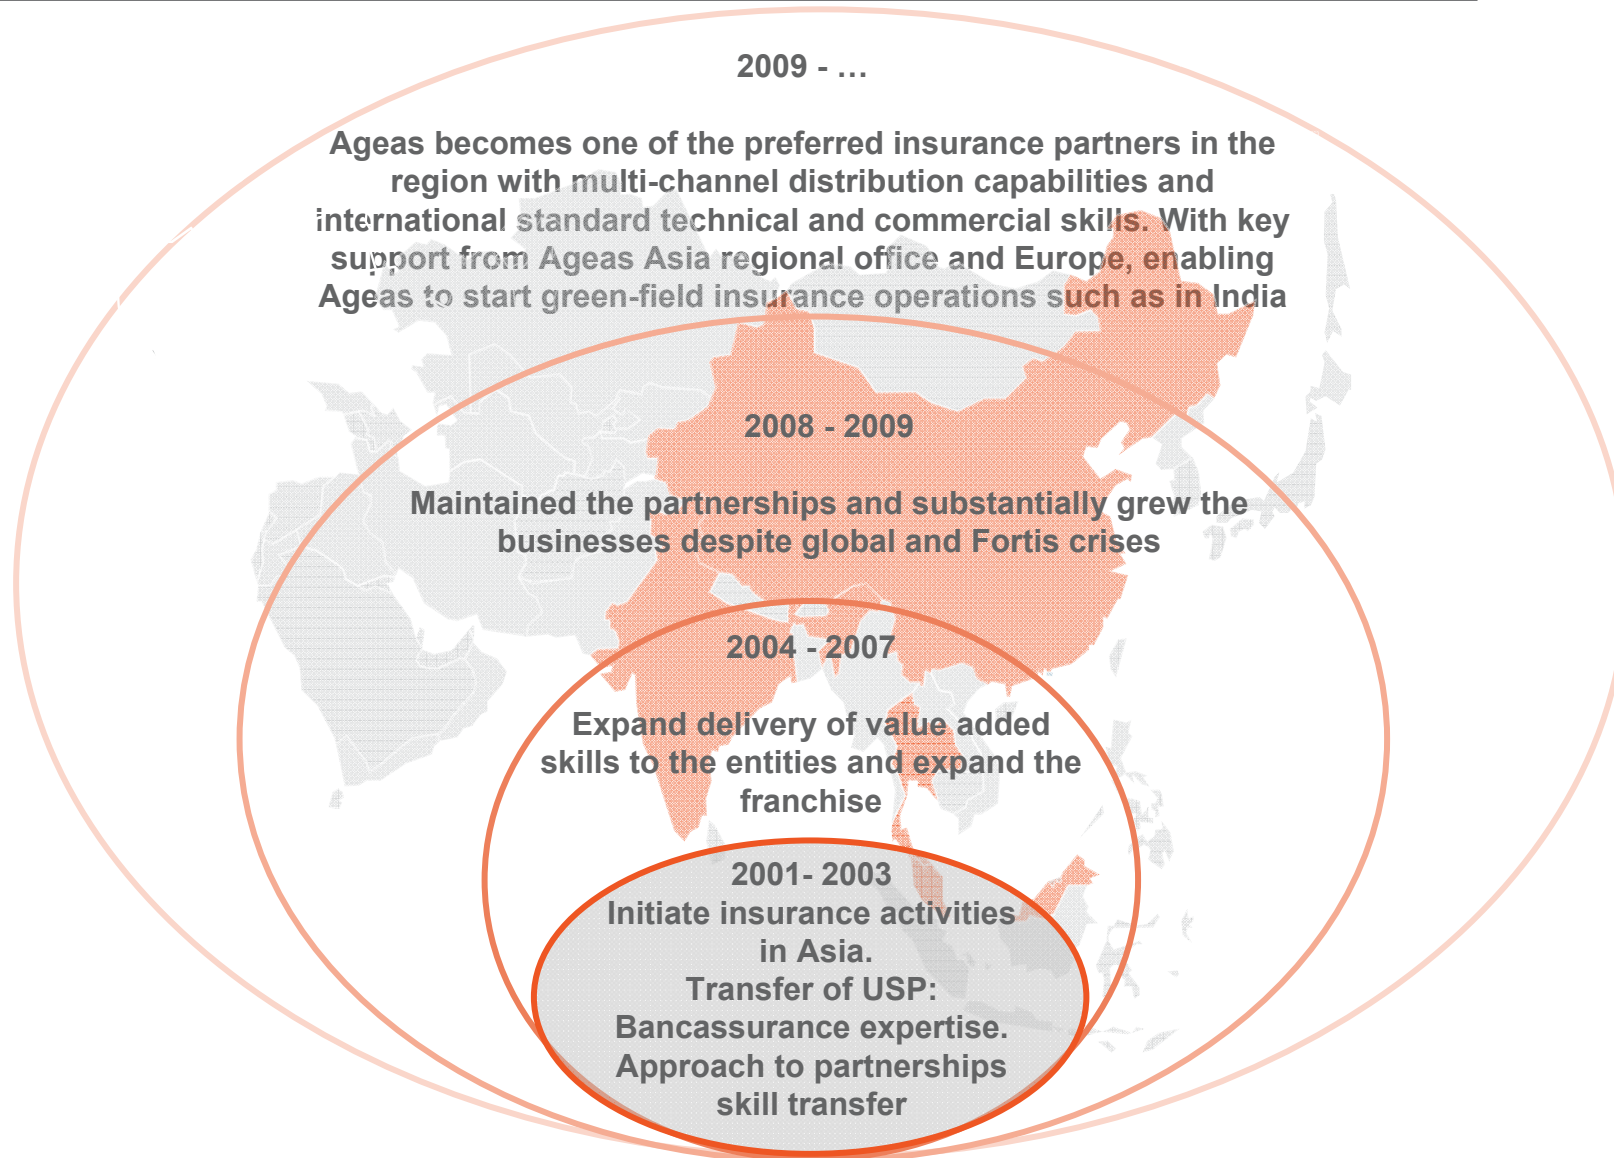 2009 - …
Ageas becomes one of the preferred insurance partners in the
region with multi-channel distribution capabilities and
international standard technical and commercial skills. With key
support from Ageas Asia regional office and Europe, enabling
Ageas to start green-field insurance operations such as in India
2008 - 2009
Maintained the partnerships and substantially grew the
businesses despite global and Fortis crises
2004 - 2007
Expand delivery of value added
skills to the entities and expand the
franchise
2001- 2003
Initiate insurance activities
in Asia.
Transfer of USP:
Bancassurance expertise.
Approach to partnerships
skill transfer